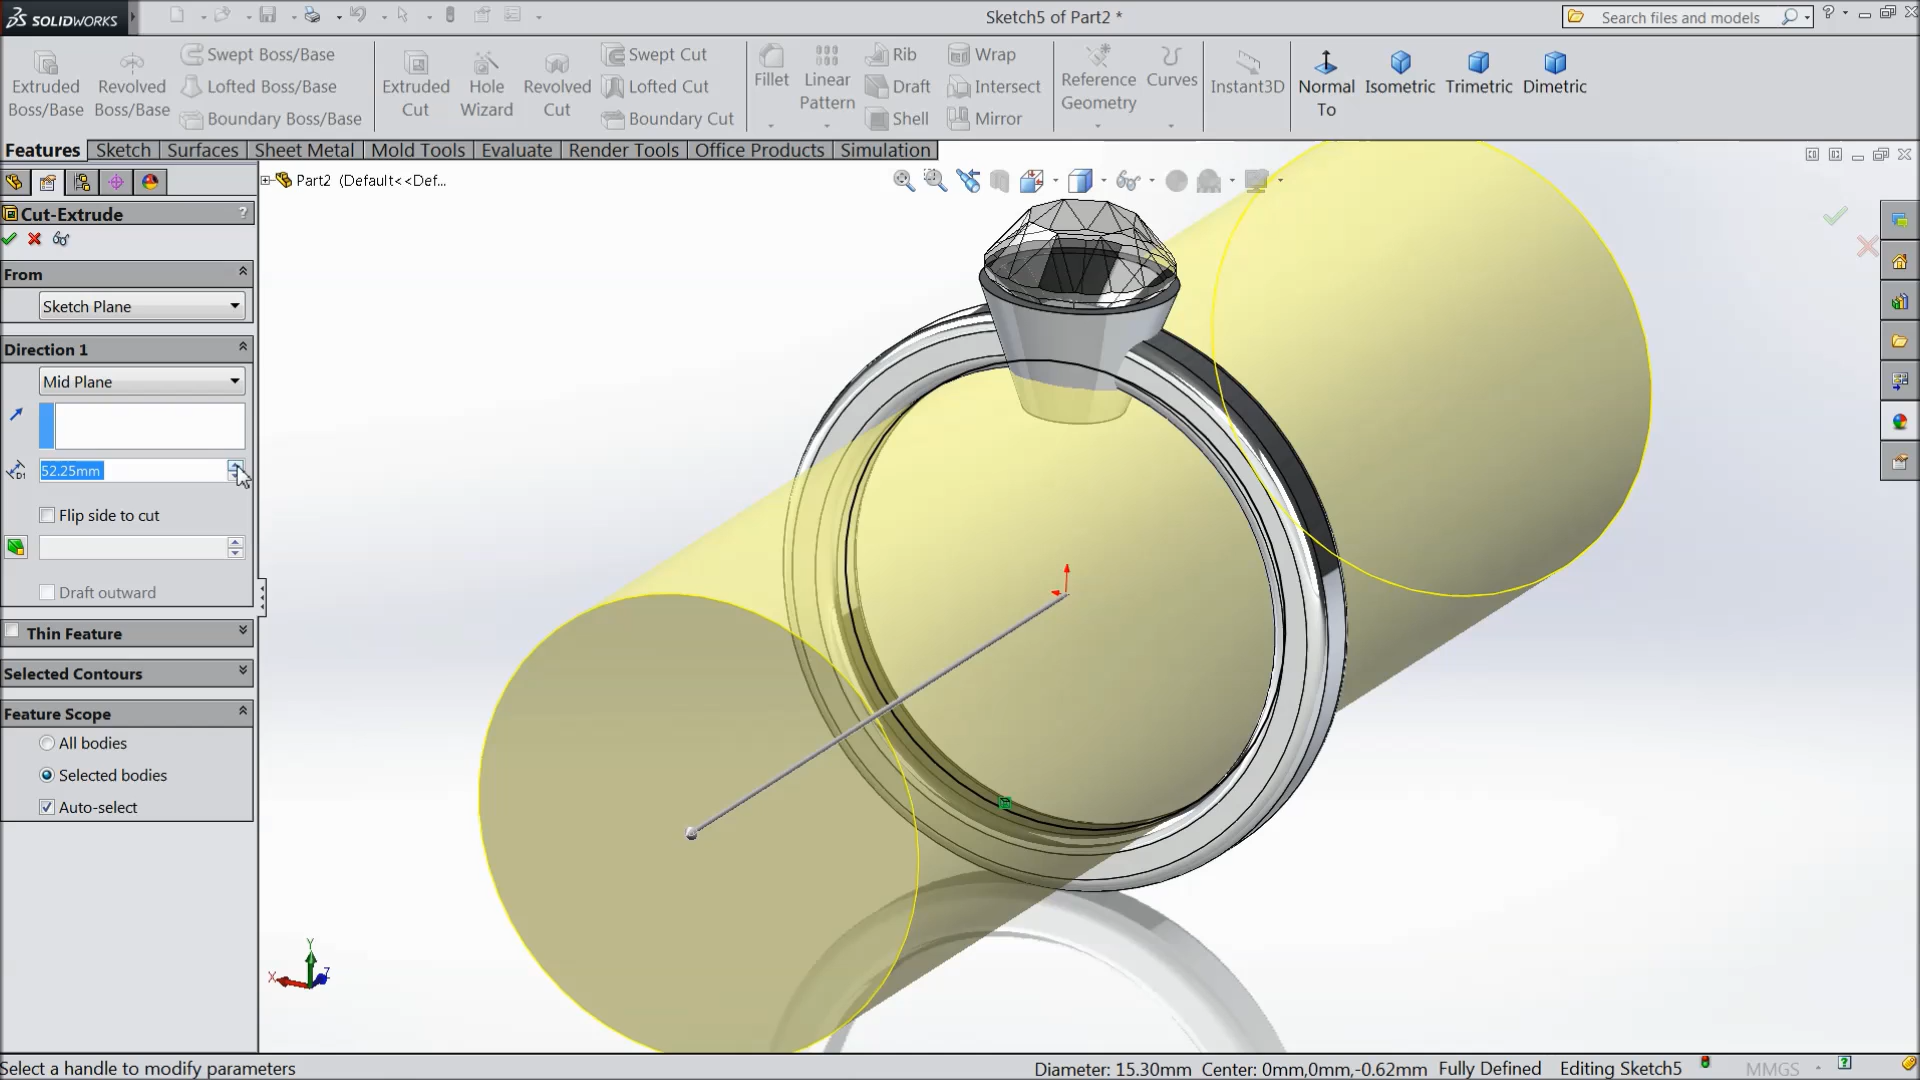 SOLIDWORKS
Sketch5 of Part2 *
Search files and models
?
Extruded Boss/Base
Revolved Boss/Base
Swept Boss/Base
Lofted Boss/Base
Boundary Boss/Base
Extruded Cut
Hole Wizard
Revolved Cut
Swept Cut
Lofted Cut
Boundary Cut
Fillet
Linear Pattern
Rib
Draft
Shell
Wrap
Intersect
Mirror
Reference Geometry
Curves
Instant3D
Normal To
Isometric
Trimetric
Dimetric
Features Sketch Surfaces Sheet Metal Mold Tools Evaluate Render Tools Office Products Simulation
Part2 (Default<<Def...
Cut-Extrude ?
From
Sketch Plane
Direction 1
Mid Plane
D1
52.25mm
Flip side to cut
Draft outward
Thin Feature
Selected Contours
Feature Scope
All bodies
Selected bodies
Auto-select
Y
X Z
Select a handle to modify parameters
Diameter: 15.30mm Center: 0mm,0mm,-0.62mm Fully Defined Editing Sketch5 MMGS ?